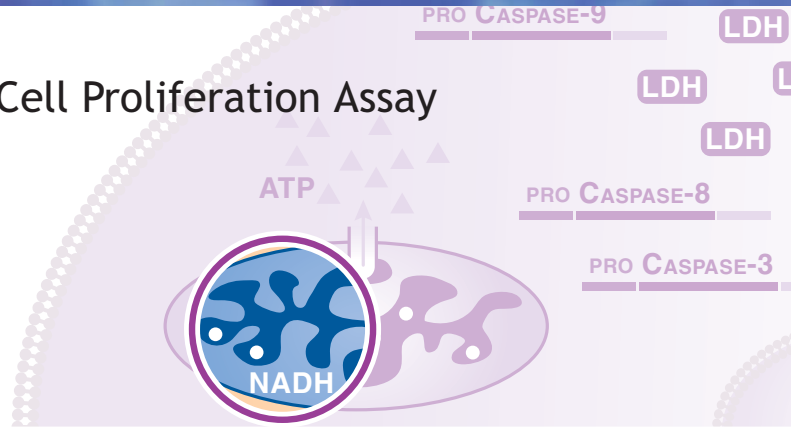 PRO CASPASE-9
LDH
Cell Proliferation Assay
LDH
LDH
ATP
PRO CASPASE-8
PRO CASPASE-3
NADH